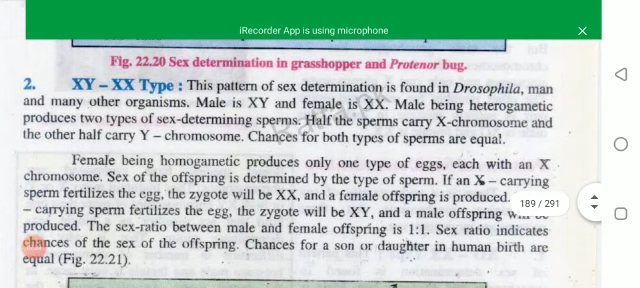 iRecorder App is using microphone
Fig. 22.20 Sex determination in grasshopper and Protenor bug.
2. XY – XX Type : This pattern of sex determination is found in Drosophila, man
and many other organisms. Male is XY and female is XX. Male being heterogametic
produces two types of sex-determining sperms. Half the sperms carry X-chromosome and
the other half carry Y – chromosome. Chances for both types of sperms are equal.
Female being homogametic produces only one type of eggs, each with an X
chromosome. Sex of the offspring is determined by the type of sperm. If an X – carrying
sperm fertilizes the egg, the zygote will be XX, and a female offspring is produced.
189 / 291
– carrying sperm fertilizes the egg, the zygote will be XY, and a male offspring
produced. The sex-ratio between male and female offspring is 1:1. Sex ratio indicates
chances of the sex of the offspring. Chances for a son or daughter in human birth are
equal (Fig. 22.21).